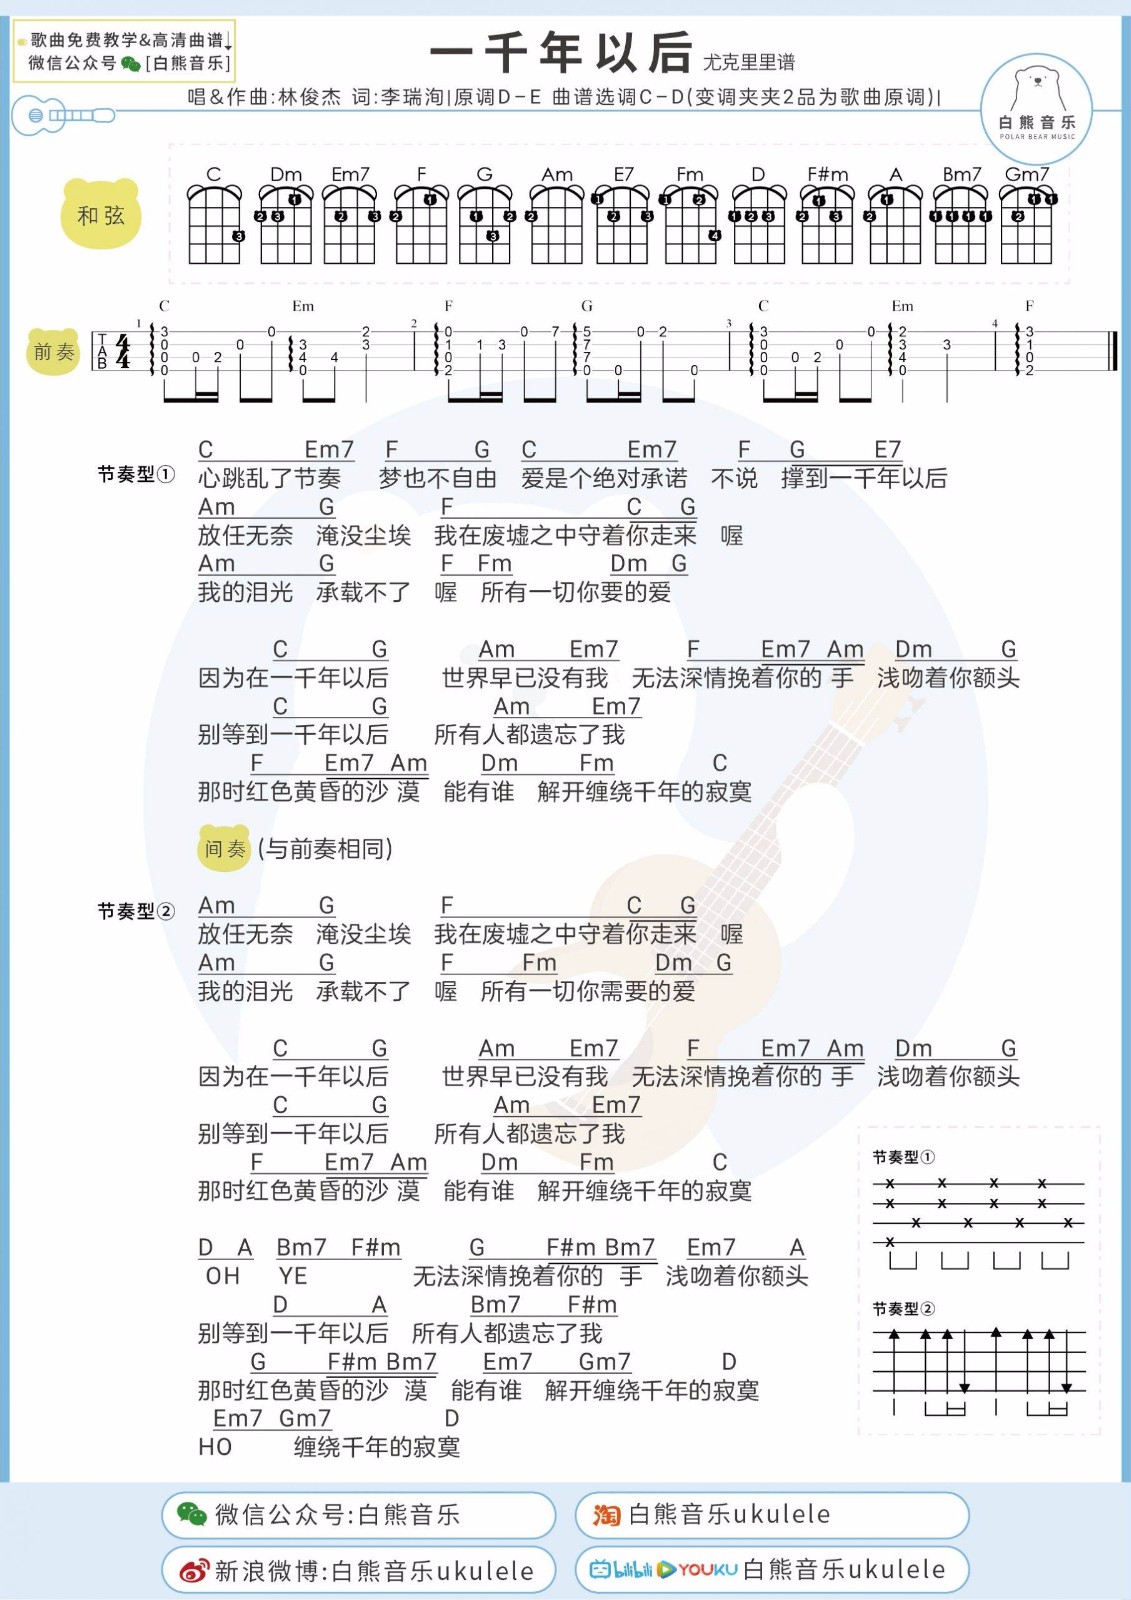 歌曲免费教学&高清曲谱
微信公众号 [白熊音乐]
一千年以后 尤克里里谱
唱&作曲:林俊杰 词:李瑞洵|原调D-E 曲谱选调C-D(变调夹夹2品为歌曲原调)|
白熊音乐
POLAR BEAR MUSIC
和弦
C Dm Em7 F G Am E7 Fm D F#m A Bm7 Gm7
前奏
C Em F G C Em F
节奏型①
C Em7 F G C Em7 F G E7
心跳乱了节奏 梦也不自由 爱是个绝对承诺 不说 撑到一千年以后
Am G F C G
放任无奈 淹没尘埃 我在废墟之中守着你走来 喔
Am G F Fm Dm G
我的泪光 承载不了 喔 所有一切你要的爱
C G Am Em7 F Em7 Am Dm G
因为在一千年以后 世界早已没有我 无法深情挽着你的 手 浅吻着你额头
C G Am Em7
别等到一千年以后 所有人都遗忘了我
F Em7 Am Dm Fm C
那时红色黄昏的沙 漠 能有谁 解开缠绕千年的寂寞
间奏 (与前奏相同)
节奏型②
Am G F C G
放任无奈 淹没尘埃 我在废墟之中守着你走来 喔
Am G F Fm Dm G
我的泪光 承载不了 喔 所有一切你需要的爱
C G Am Em7 F Em7 Am Dm G
因为在一千年以后 世界早已没有我 无法深情挽着你的 手 浅吻着你额头
C G Am Em7
别等到一千年以后 所有人都遗忘了我
F Em7 Am Dm Fm C
那时红色黄昏的沙 漠 能有谁 解开缠绕千年的寂寞
D A Bm7 F#m G F#m Bm7 Em7 A
OH YE 无法深情挽着你的 手 浅吻着你额头
D A Bm7 F#m
别等到一千年以后 所有人都遗忘了我
G F#m Bm7 Em7 Gm7 D
那时红色黄昏的沙 漠 能有谁 解开缠绕千年的寂寞
Em7 Gm7 D
HO 缠绕千年的寂寞
节奏型①
节奏型②
微信公众号:白熊音乐
淘 白熊音乐ukulele
新浪微博:白熊音乐ukulele
bilibili YOUKU 白熊音乐ukulele